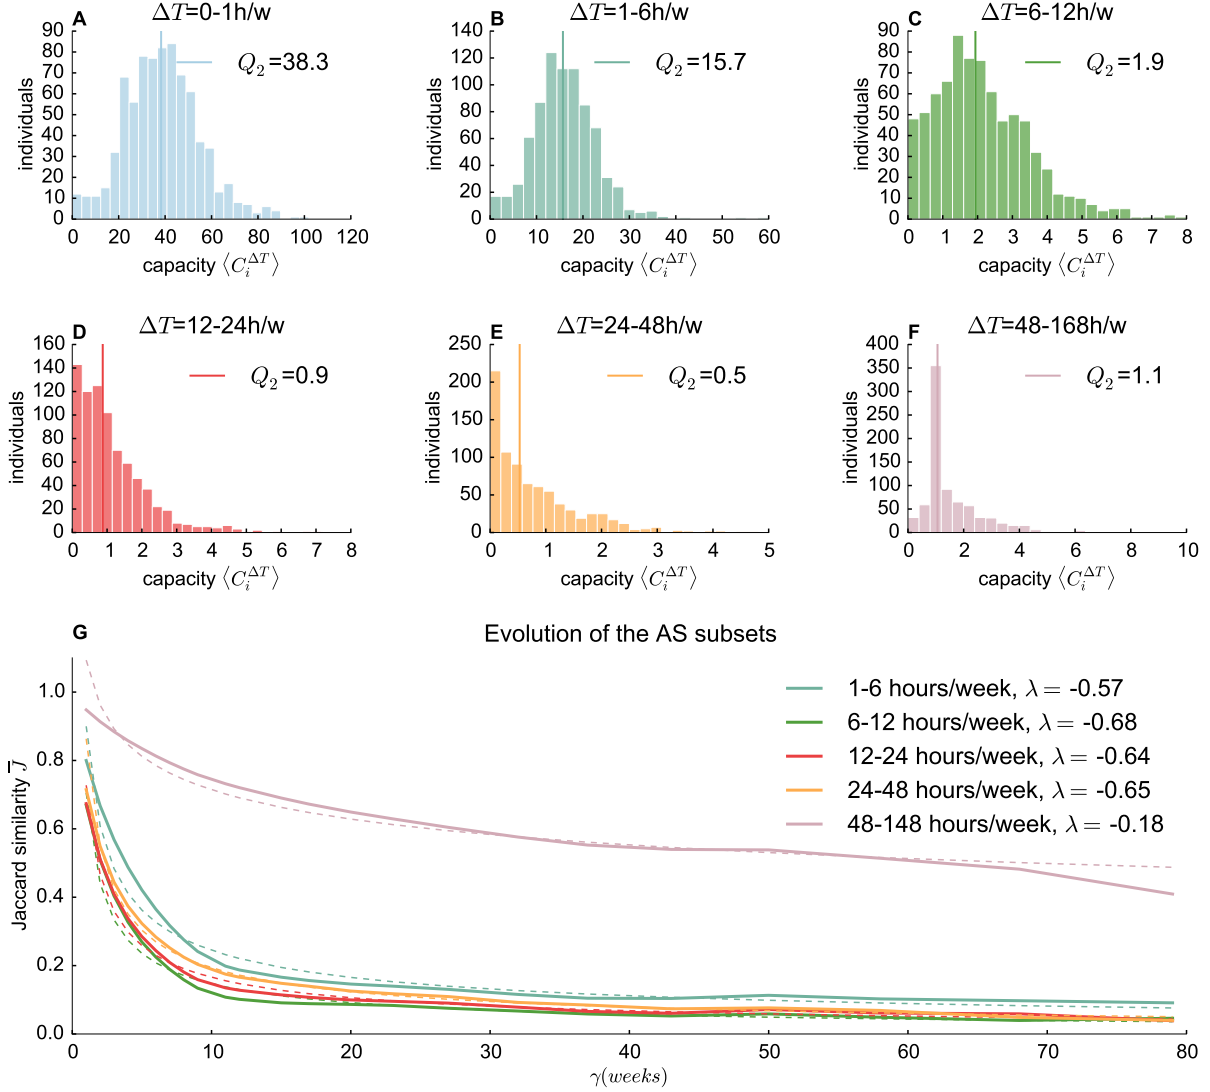 A ΔT=0-1h/w
individuals
90
80
70
60
50
40
30
20
10
0
Q₂=38.3
0 20 40 60 80 100 120
capacity ⟨C_i^ΔT⟩
B ΔT=1-6h/w
individuals
140
120
100
80
60
40
20
0
Q₂=15.7
0 10 20 30 40 50 60
capacity ⟨C_i^ΔT⟩
C ΔT=6-12h/w
individuals
90
80
70
60
50
40
30
20
10
0
Q₂=1.9
0 1 2 3 4 5 6 7 8
capacity ⟨C_i^ΔT⟩
D ΔT=12-24h/w
individuals
160
140
120
100
80
60
40
20
0
Q₂=0.9
0 1 2 3 4 5 6 7 8
capacity ⟨C_i^ΔT⟩
E ΔT=24-48h/w
individuals
250
200
150
100
50
0
Q₂=0.5
0 1 2 3 4 5
capacity ⟨C_i^ΔT⟩
F ΔT=48-168h/w
individuals
400
350
300
250
200
150
100
50
0
Q₂=1.1
0 2 4 6 8 10
capacity ⟨C_i^ΔT⟩
G Evolution of the AS subsets
Jaccard similarity J̅
1.0
0.8
0.6
0.4
0.2
0.0
1-6 hours/week, λ = -0.57
6-12 hours/week, λ = -0.68
12-24 hours/week, λ = -0.64
24-48 hours/week, λ = -0.65
48-148 hours/week, λ = -0.18
0 10 20 30 40 50 60 70 80
γ(weeks)